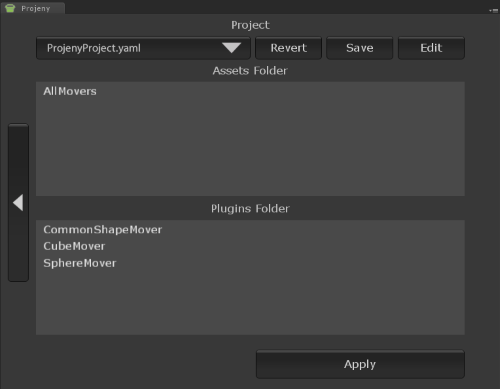 Projeny
Project
ProjenyProject.yaml Revert Save Edit
Assets Folder
AllMovers
Plugins Folder
CommonShapeMover
CubeMover
SphereMover
Apply